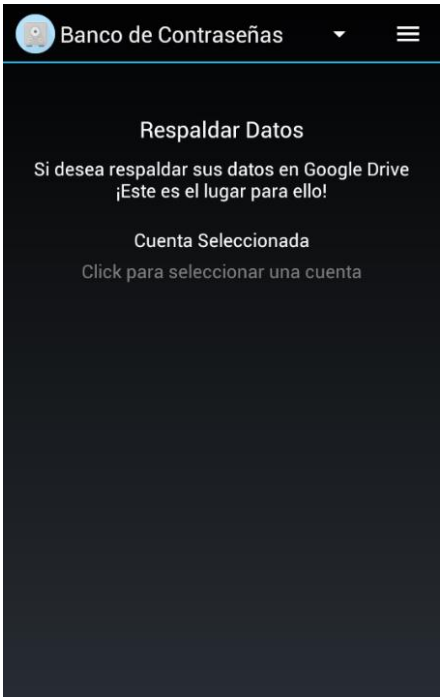 Banco de Contraseñas
Respaldar Datos
Si desea respaldar sus datos en Google Drive
¡Este es el lugar para ello!
Cuenta Seleccionada
Click para seleccionar una cuenta